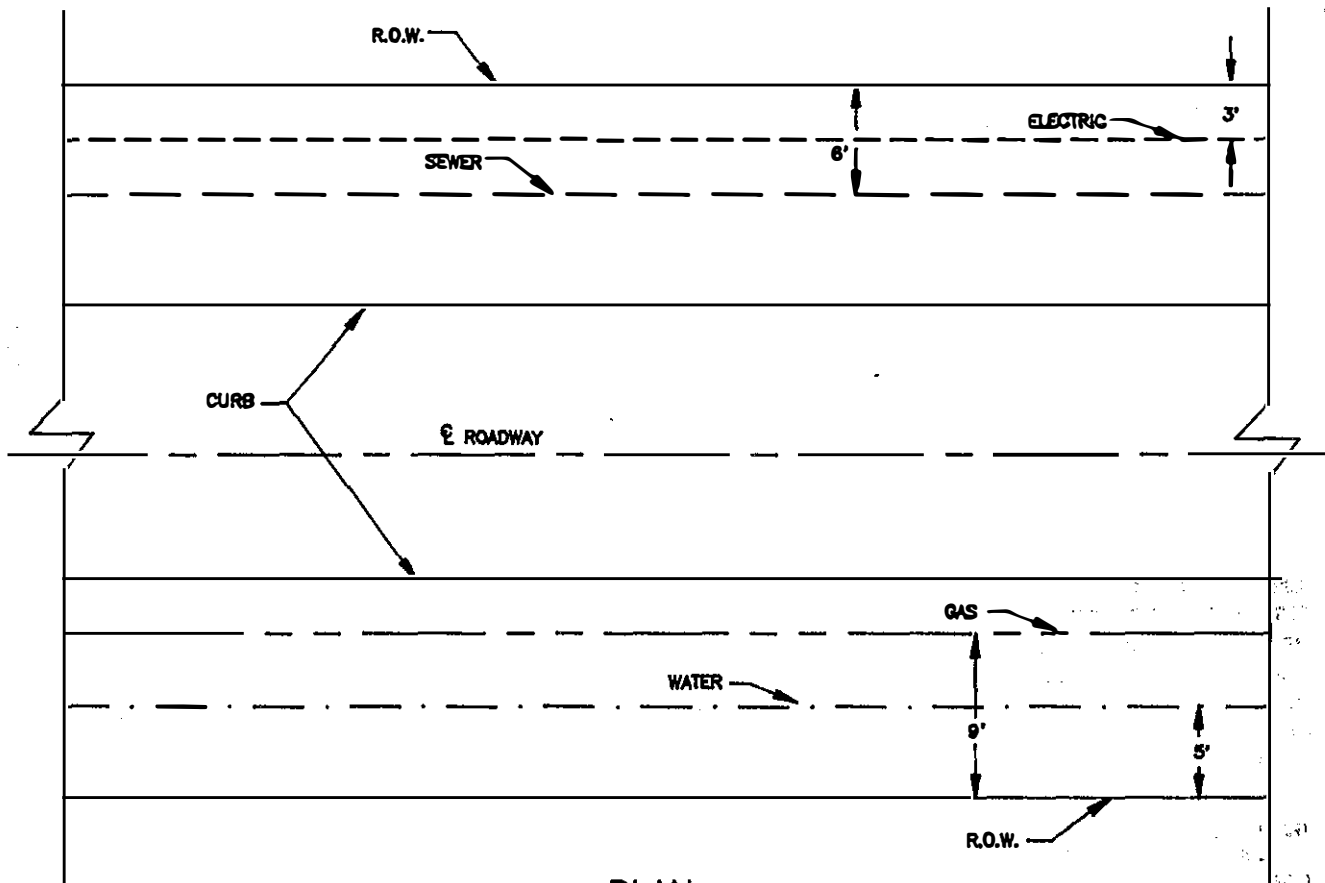 R.O.W.
3'
ELECTRIC
6'
SEWER
CURB
℄ ROADWAY
GAS
WATER
9'
5'
R.O.W.